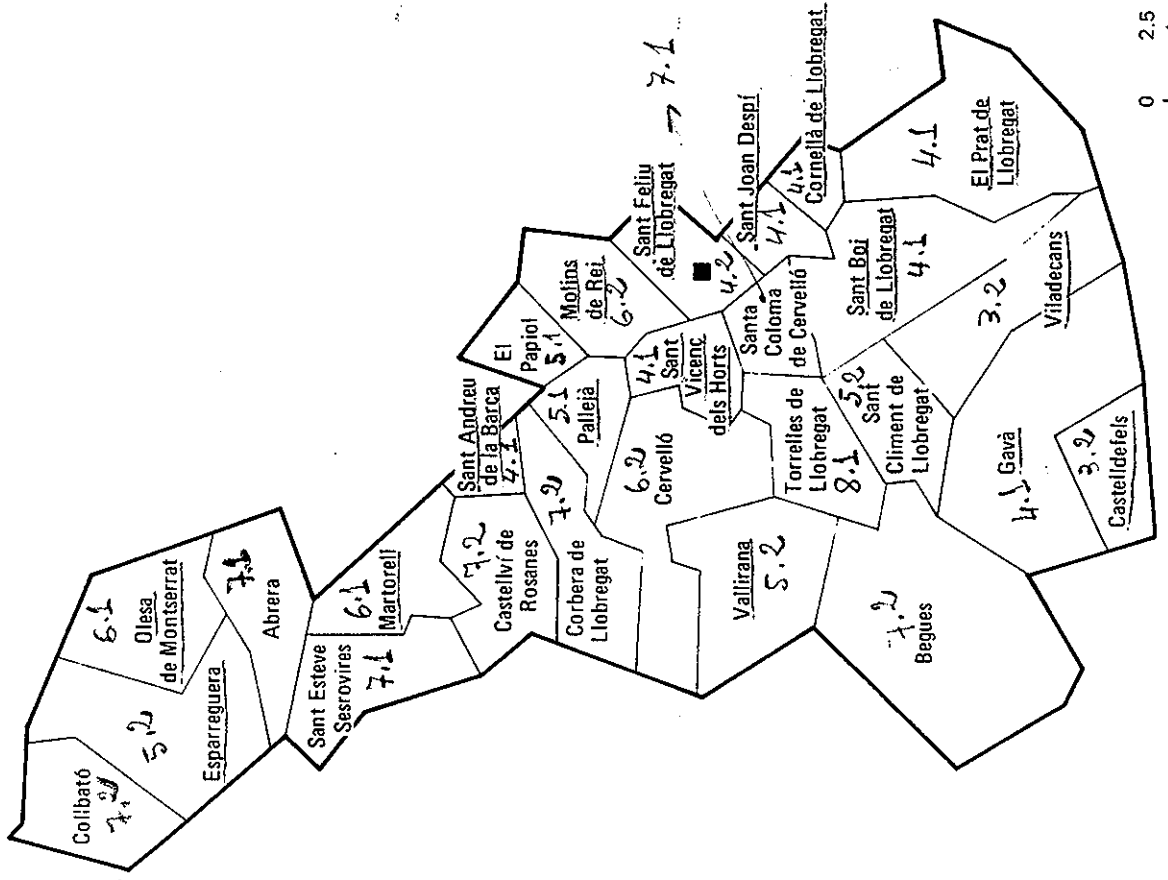 Collbató
7.2
5.2
Esparreguera
6.1
Olesa
de Montserrat
7.1
Abrera
Sant Esteve
Sesrovires
7.1
6.1
Martorell
7.2
Castellví de
Rosanes
Sant Andreu
de la Barca
4.1
7.2
Corbera de
Llobregat
El
Papiol
5.1
5.1
Pallejà
Molios
de Rei
6.2
6.2
Cervelló
4.1
Sant
Vicenç
dels Horts
Sant Feliu
de Llobregat → 7.1
4.2
Sant Joan Despí
4.1
4.1
Cornellà de Llobregat
Santa
Coloma
de Cervelló
Vallirana
5.2
Torrelles de
Llobregat
8.1
5.2
Sant
Climent de
Llobregat
Sant Boi
de Llobregat
4.1
4.1
El Prat de
Llobregat
3.2
Viladecans
7.2
Begues
4.1 Gavà
3.2
Castelldefels
0 2.5